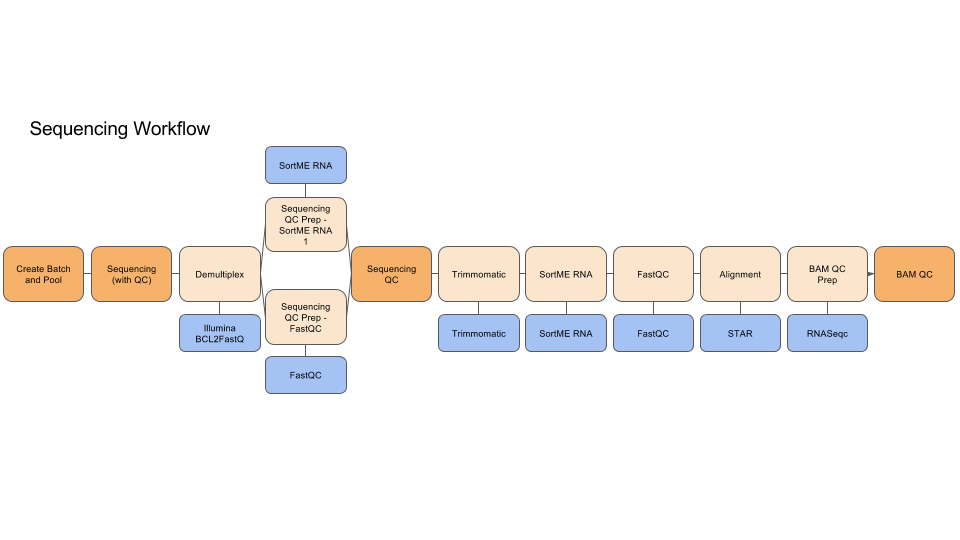 Sequencing Workflow
SortME RNA
Sequencing
QC Prep -
SortME RNA
1
Create Batch
and Pool
Sequencing
(with QC)
Demultiplex
Illumina
BCL2FastQ
Sequencing
QC Prep -
FastQC
FastQC
Sequencing
QC
Trimmomatic
Trimmomatic
SortME RNA
SortME RNA
FastQC
FastQC
Alignment
STAR
BAM QC
Prep
RNASeqc
BAM QC